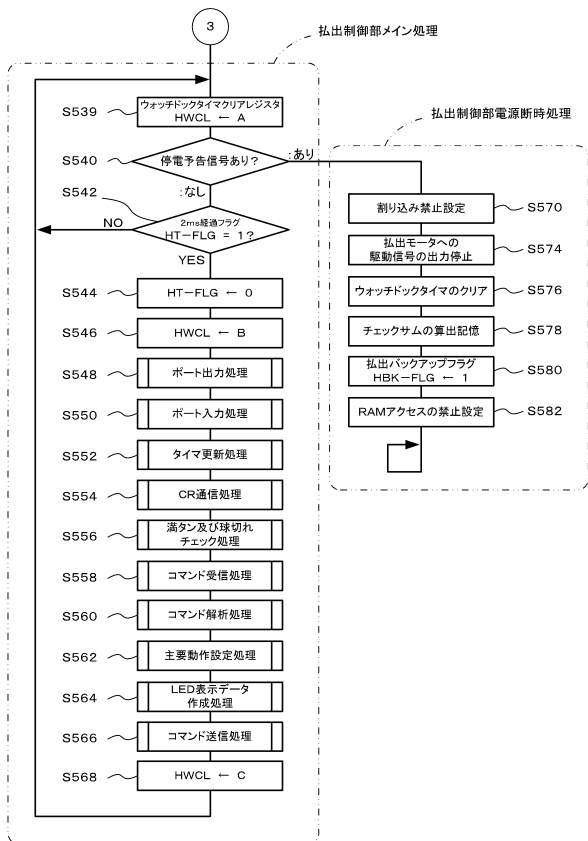 3
払出制御部メイン処理
S539
ウォッチドックタイマクリアレジスタ
HWCL ← A
S540
停電予告信号あり?
:あり
:なし
S542
2ms経過フラグ
HT-FLG = 1?
NO
YES
S544
HT-FLG ← 0
S546
HWCL ← B
S548
ポート出力処理
S550
ポート入力処理
S552
タイマ更新処理
S554
CR通信処理
S556
満タン及び球切れ
チェック処理
S558
コマンド受信処理
S560
コマンド解析処理
S562
主要動作設定処理
S564
LED表示データ
作成処理
S566
コマンド送信処理
S568
HWCL ← C
払出制御部電源断時処理
割り込み禁止設定
S570
払出モータへの
駆動信号の出力停止
S574
ウォッチドックタイマのクリア
S576
チェックサムの算出記憶
S578
払出バックアップフラグ
HBK-FLG ← 1
S580
RAMアクセスの禁止設定
S582